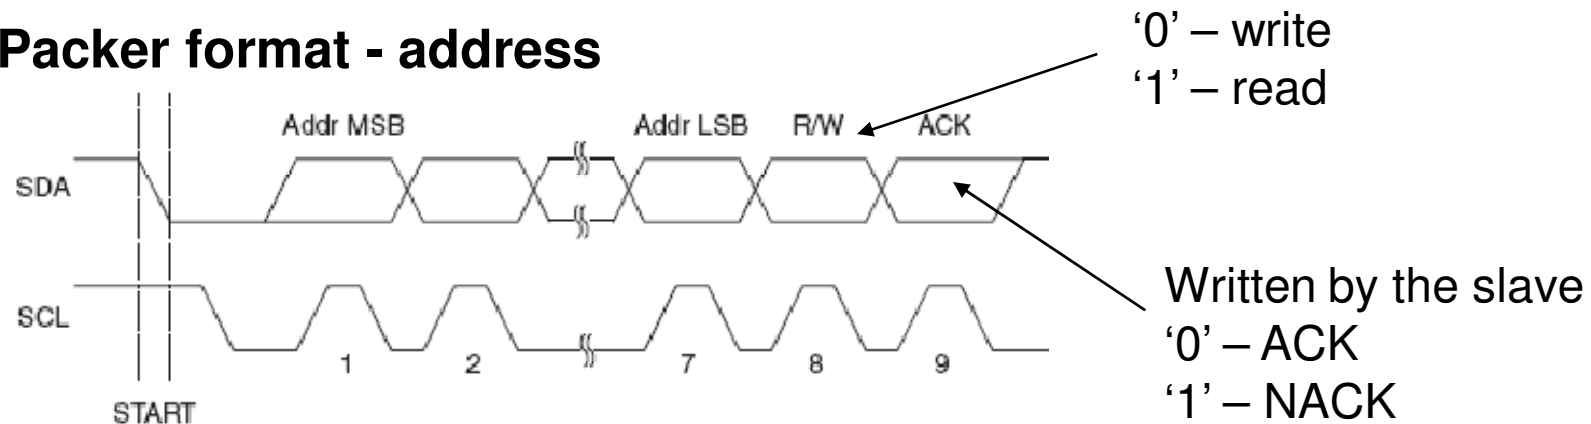 Packer format - address
‘0’ – write
‘1’ – read
Addr MSB Addr LSB R/W ACK
SDA
SCL
1 2 7 8 9
START
Written by the slave
‘0’ – ACK
‘1’ – NACK